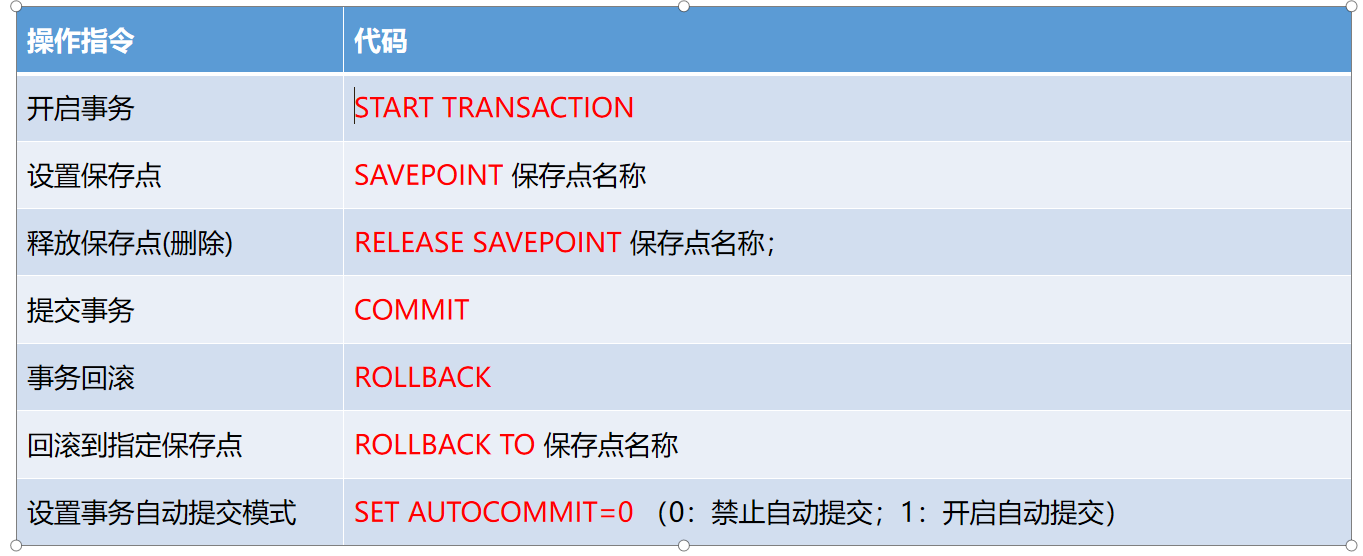 操作指令 代码
开启事务 START TRANSACTION
设置保存点 SAVEPOINT 保存点名称
释放保存点(删除) RELEASE SAVEPOINT 保存点名称；
提交事务 COMMIT
事务回滚 ROLLBACK
回滚到指定保存点 ROLLBACK TO 保存点名称
设置事务自动提交模式 SET AUTOCOMMIT=0 （0：禁止自动提交；1：开启自动提交）